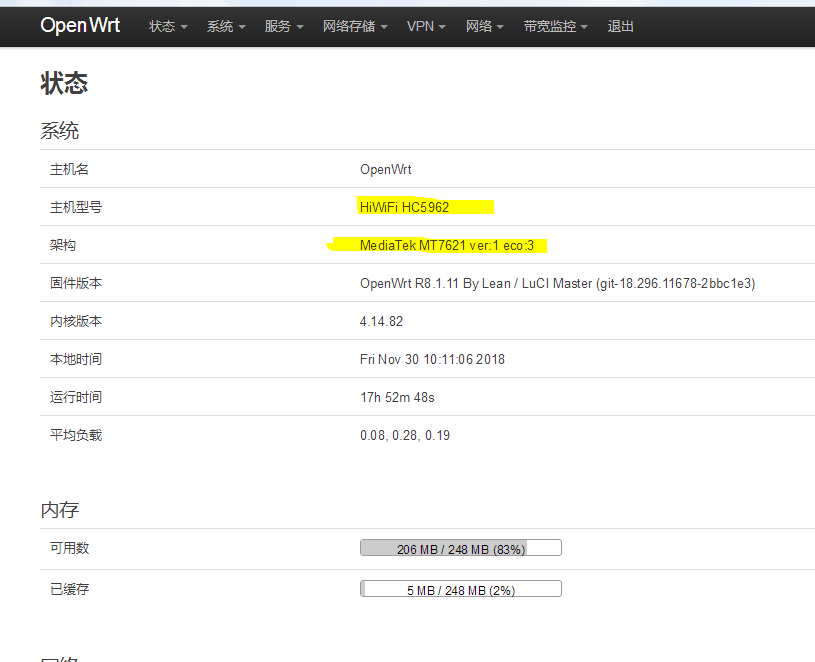 OpenWrt 状态 系统 服务 网络存储 VPN 网络 带宽监控 退出
状态
系统
主机名 OpenWrt
主机型号 HiWiFi HC5962
架构 MediaTek MT7621 ver:1 eco:3
固件版本 OpenWrt R8.1.11 By Lean / LuCI Master (git-18.296.11678-2bbc1e3)
内核版本 4.14.82
本地时间 Fri Nov 30 10:11:06 2018
运行时间 17h 52m 48s
平均负载 0.08, 0.28, 0.19
内存
可用数 206 MB / 248 MB (83%)
已缓存 5 MB / 248 MB (2%)